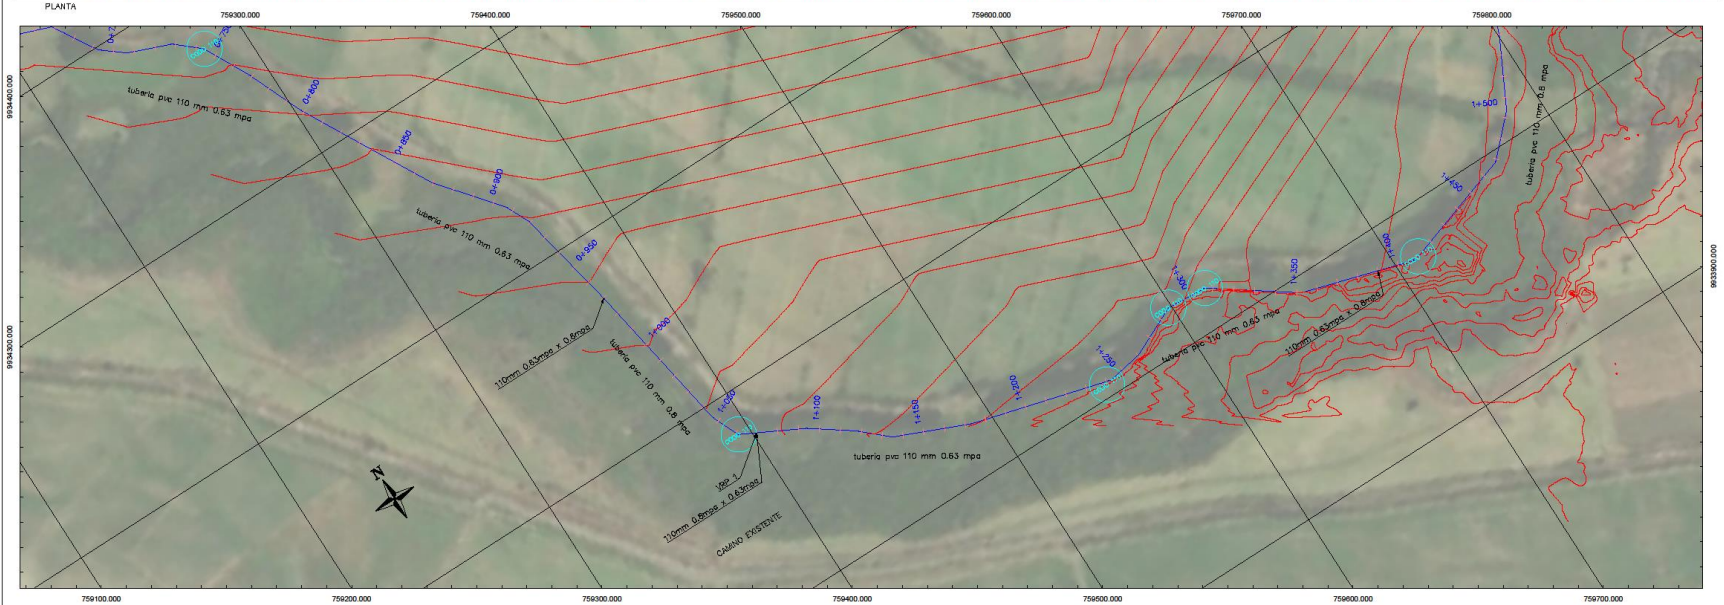 PLANTA
759300.000
759400.000
759500.000
759600.000
759700.000
759800.000
9934400.000
9934300.000
9933900.000
0+750
0+800
0+850
0+900
0+950
1+000
1+050
1+100
1+150
1+200
1+250
1+300
1+350
1+400
1+450
1+500
tuberia pvc 110 mm 0.63 mpa
tuberia pvc 110 mm 0.63 mpa
110mm 0.63mpa x 0.8mpa
tuberia pvc 110 mm 0.8 mpa
VRP 1
110mm 0.8mpa x 0.63mpa
CAMINO EXISTENTE
tuberia pvc 110 mm 0.63 mpa
tuberia pvc 110 mm 0.63 mpa
110mm 0.63mpa x 0.8mpa
tuberia pvc 110 mm 0.8 mpa
N
759100.000
759200.000
759300.000
759400.000
759500.000
759600.000
759700.000